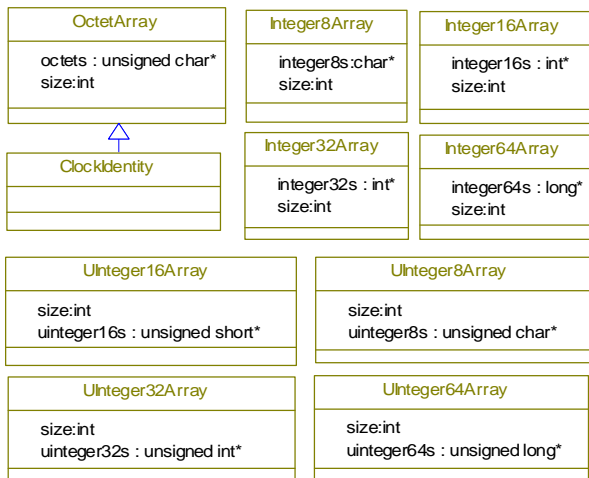 OctetArray
octets : unsigned char*
size:int
Integer8Array
integer8s:char*
size:int
Integer16Array
integer16s : int*
size:int
ClockIdentity
Integer32Array
integer32s : int*
size:int
Integer64Array
integer64s : long*
size:int
UInteger16Array
size:int
uinteger16s : unsigned short*
UInteger8Array
size:int
uinteger8s : unsigned char*
UInteger32Array
size:int
uinteger32s : unsigned int*
UInteger64Array
size:int
uinteger64s : unsigned long*